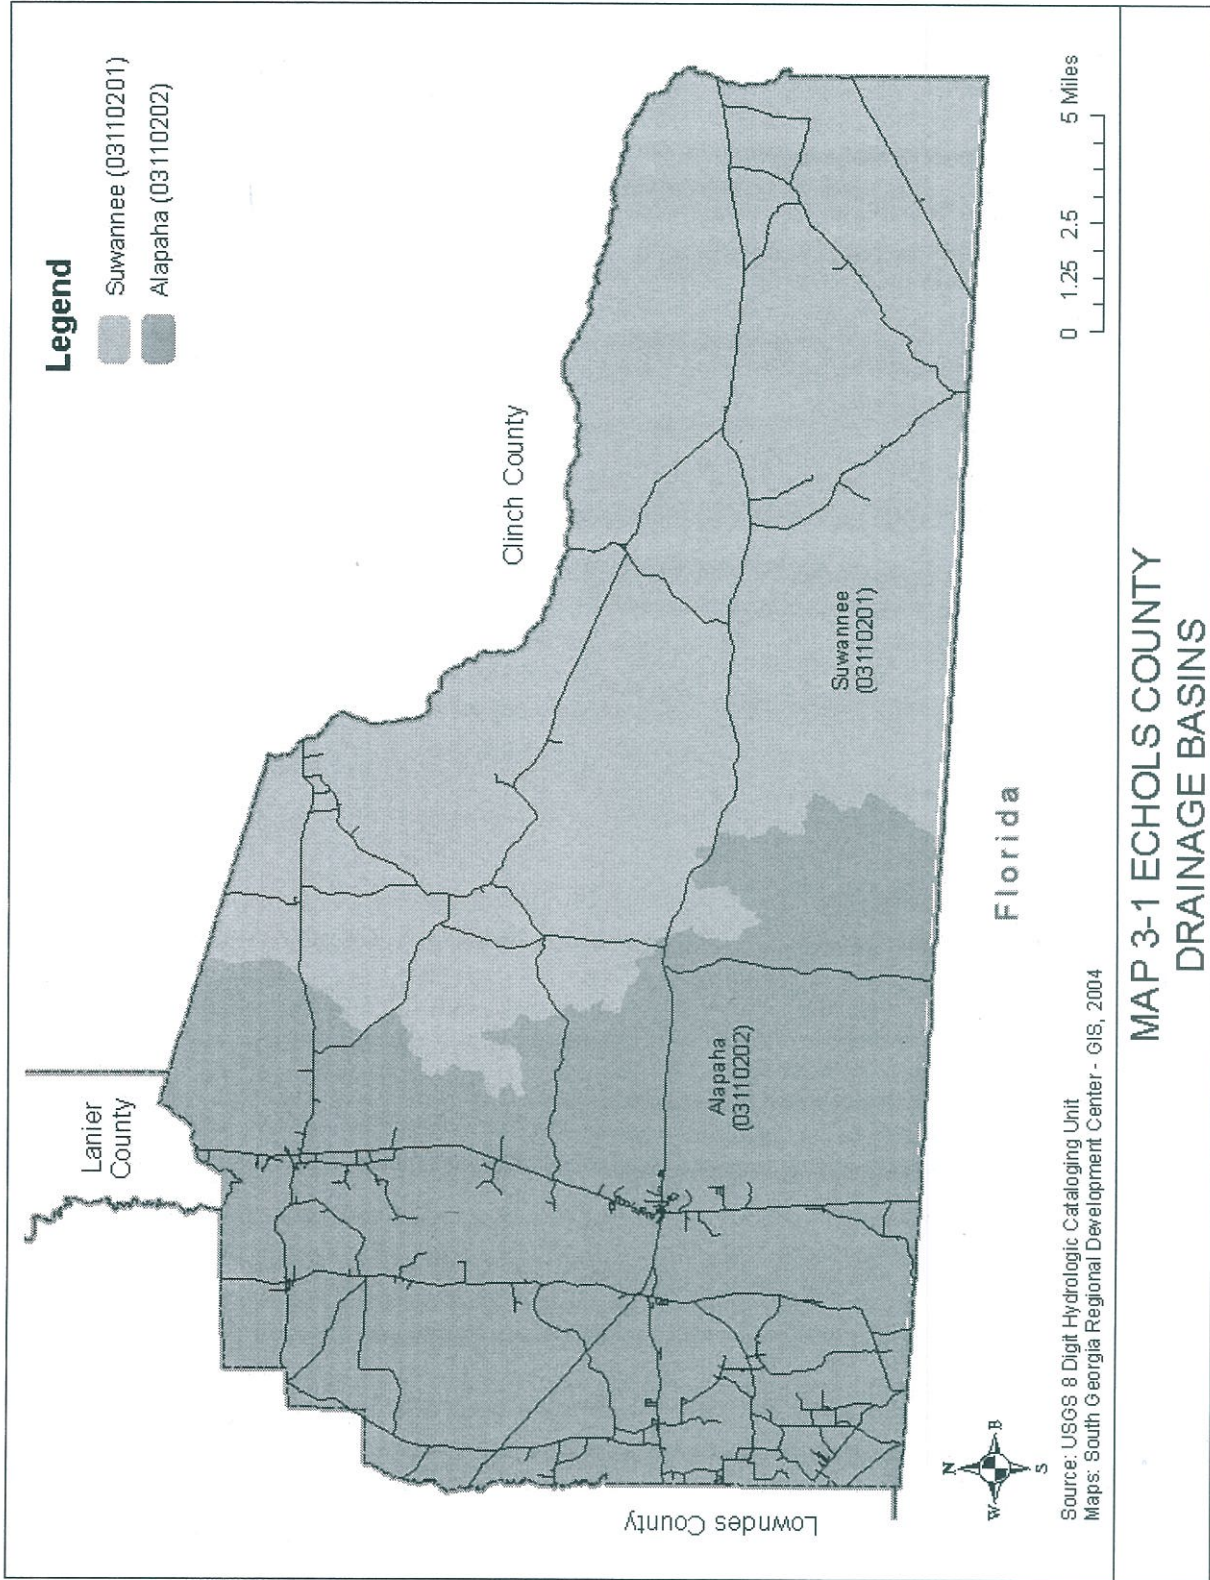 Legend
Suwannee (03110201)
Alapaha (03110202)
Lanier
County
Clinch County
Lowndes County
Suwannee
(03110201)
Alapaha
(03110202)
Florida
N
W
E
S
0 1.25 2.5 5 Miles
Source: USGS 8 Digit Hydrologic Cataloging Unit
Maps: South Georgia Regional Development Center - GIS, 2004
MAP 3-1 ECHOLS COUNTY
DRAINAGE BASINS